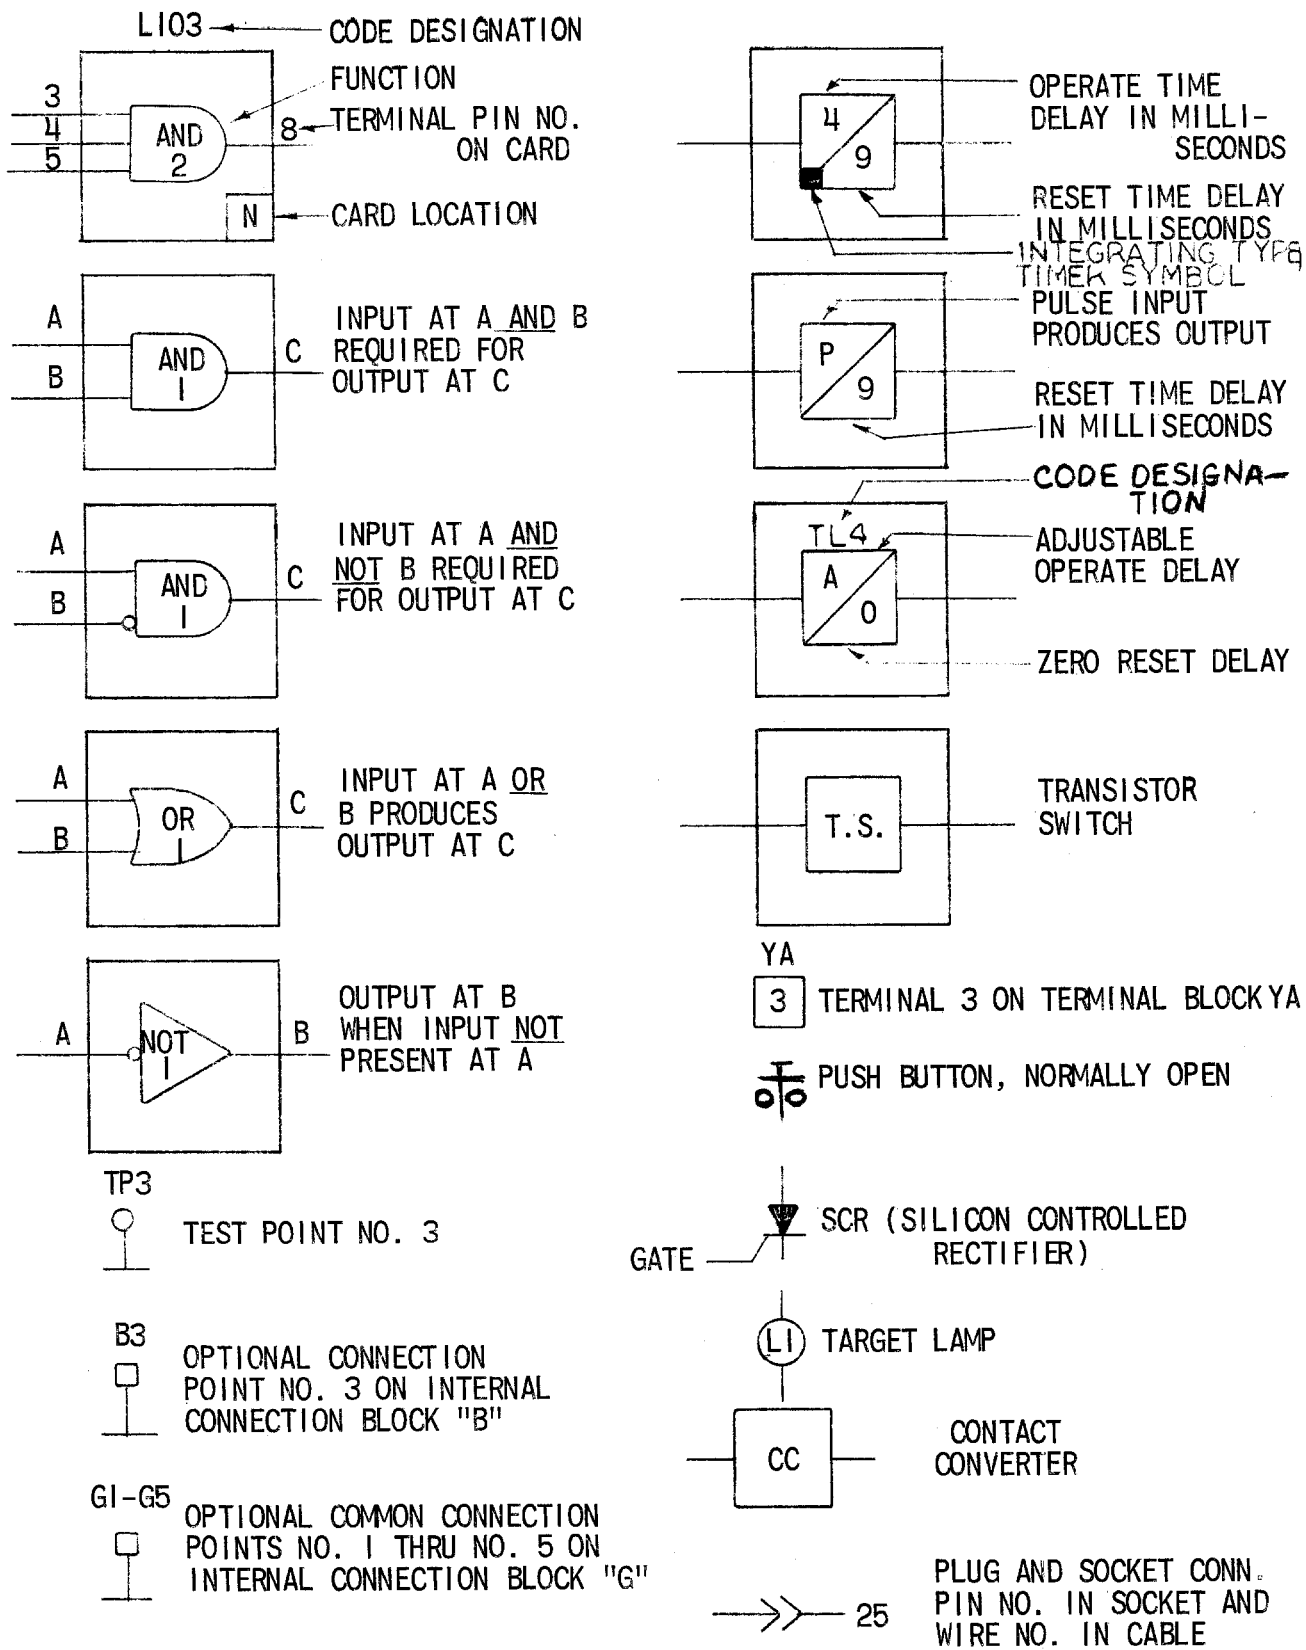 L103
CODE DESIGNATION
FUNCTION
3
4
5
AND
2
8
TERMINAL PIN NO.
ON CARD
N
CARD LOCATION
A
B
AND
1
C
INPUT AT A AND B
REQUIRED FOR
OUTPUT AT C
A
B
AND
1
C
INPUT AT A AND
NOT B REQUIRED
FOR OUTPUT AT C
A
B
OR
1
C
INPUT AT A OR
B PRODUCES
OUTPUT AT C
A
NOT
1
B
OUTPUT AT B
WHEN INPUT NOT
PRESENT AT A
TP3
TEST POINT NO. 3
B3
OPTIONAL CONNECTION
POINT NO. 3 ON INTERNAL
CONNECTION BLOCK "B"
G1-G5
OPTIONAL COMMON CONNECTION
POINTS NO. 1 THRU NO. 5 ON
INTERNAL CONNECTION BLOCK "G"
4
9
OPERATE TIME
DELAY IN MILLI-
SECONDS
RESET TIME DELAY
IN MILLISECONDS
INTEGRATING TYPE
TIMER SYMBOL
P
9
PULSE INPUT
PRODUCES OUTPUT
RESET TIME DELAY
IN MILLISECONDS
CODE DESIGNA-
TION
TL4
A
0
ADJUSTABLE
OPERATE DELAY
ZERO RESET DELAY
T.S.
TRANSISTOR
SWITCH
YA
3
TERMINAL 3 ON TERMINAL BLOCK YA
PUSH BUTTON, NORMALLY OPEN
GATE
SCR (SILICON CONTROLLED
RECTIFIER)
L1
TARGET LAMP
CC
CONTACT
CONVERTER
25
PLUG AND SOCKET CONN.
PIN NO. IN SOCKET AND
WIRE NO. IN CABLE